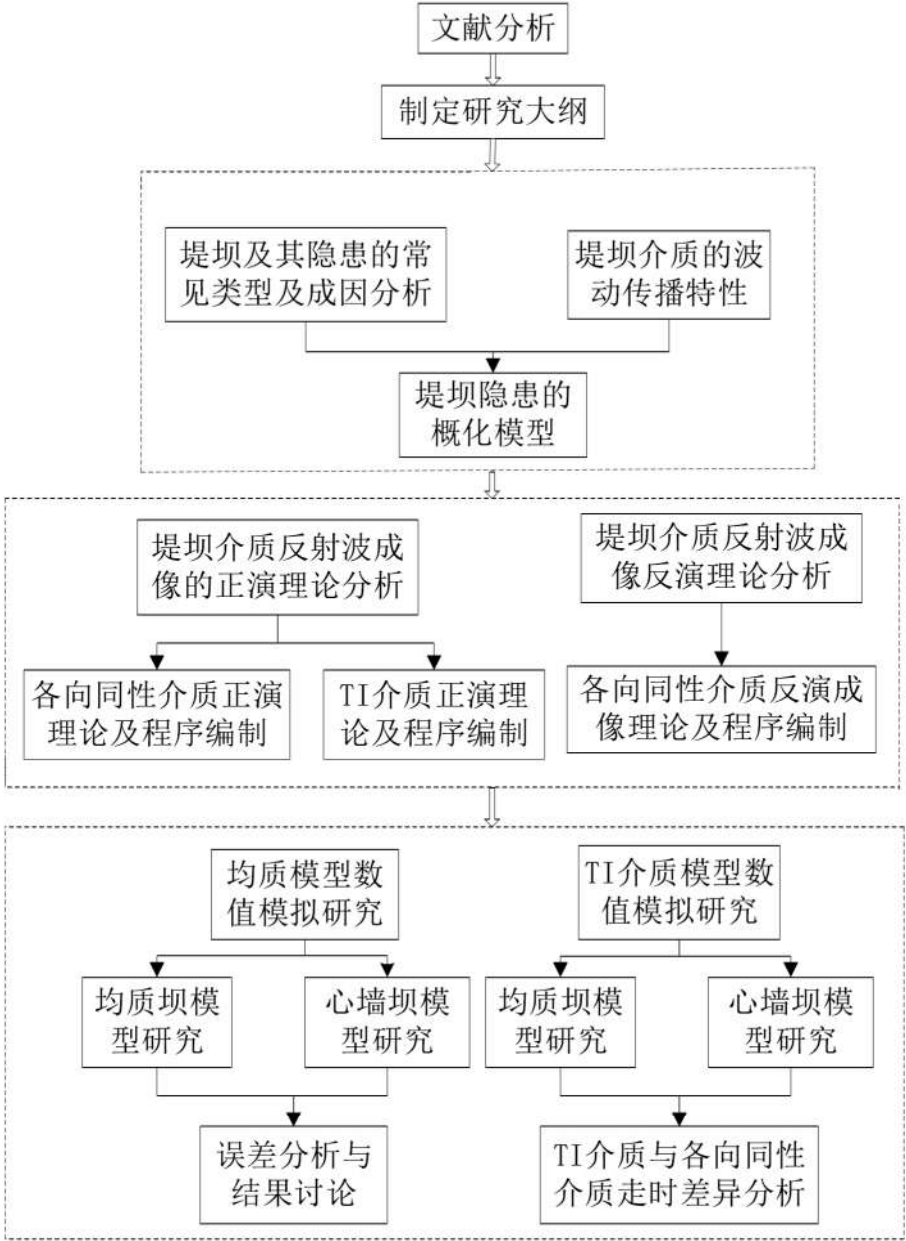 文献分析
制定研究大纲
堤坝及其隐患的常
见类型及成因分析
堤坝介质的波
动传播特性
堤坝隐患的
概化模型
堤坝介质反射波成
像的正演理论分析
堤坝介质反射波成
像反演理论分析
各向同性介质正演
理论及程序编制
TI介质正演理
论及程序编制
各向同性介质反演成
像理论及程序编制
均质模型数
值模拟研究
TI介质模型数
值模拟研究
均质坝模
型研究
心墙坝模
型研究
均质坝模
型研究
心墙坝模
型研究
误差分析与
结果讨论
TI介质与各向同性
介质走时差异分析